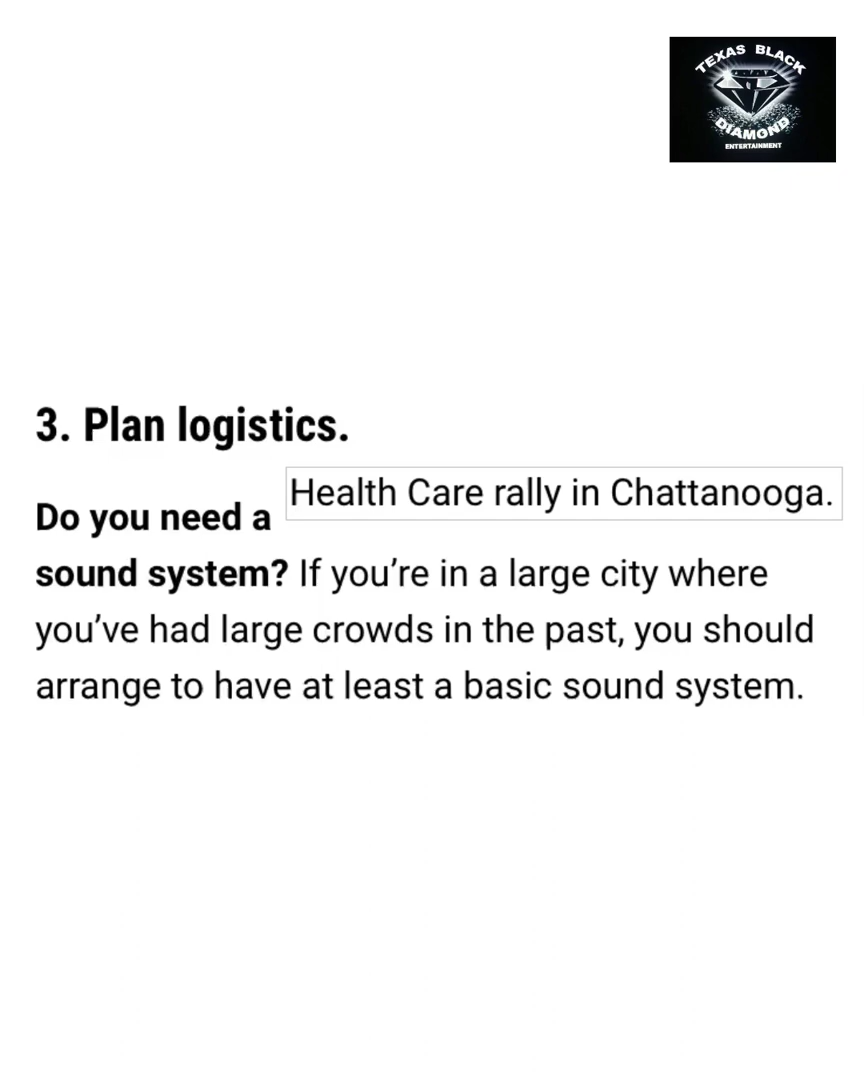 TEXAS BLACK
DIAMOND
ENTERTAINMENT
3. Plan logistics.
Health Care rally in Chattanooga.
Do you need a
sound system? If you’re in a large city where
you’ve had large crowds in the past, you should
arrange to have at least a basic sound system.